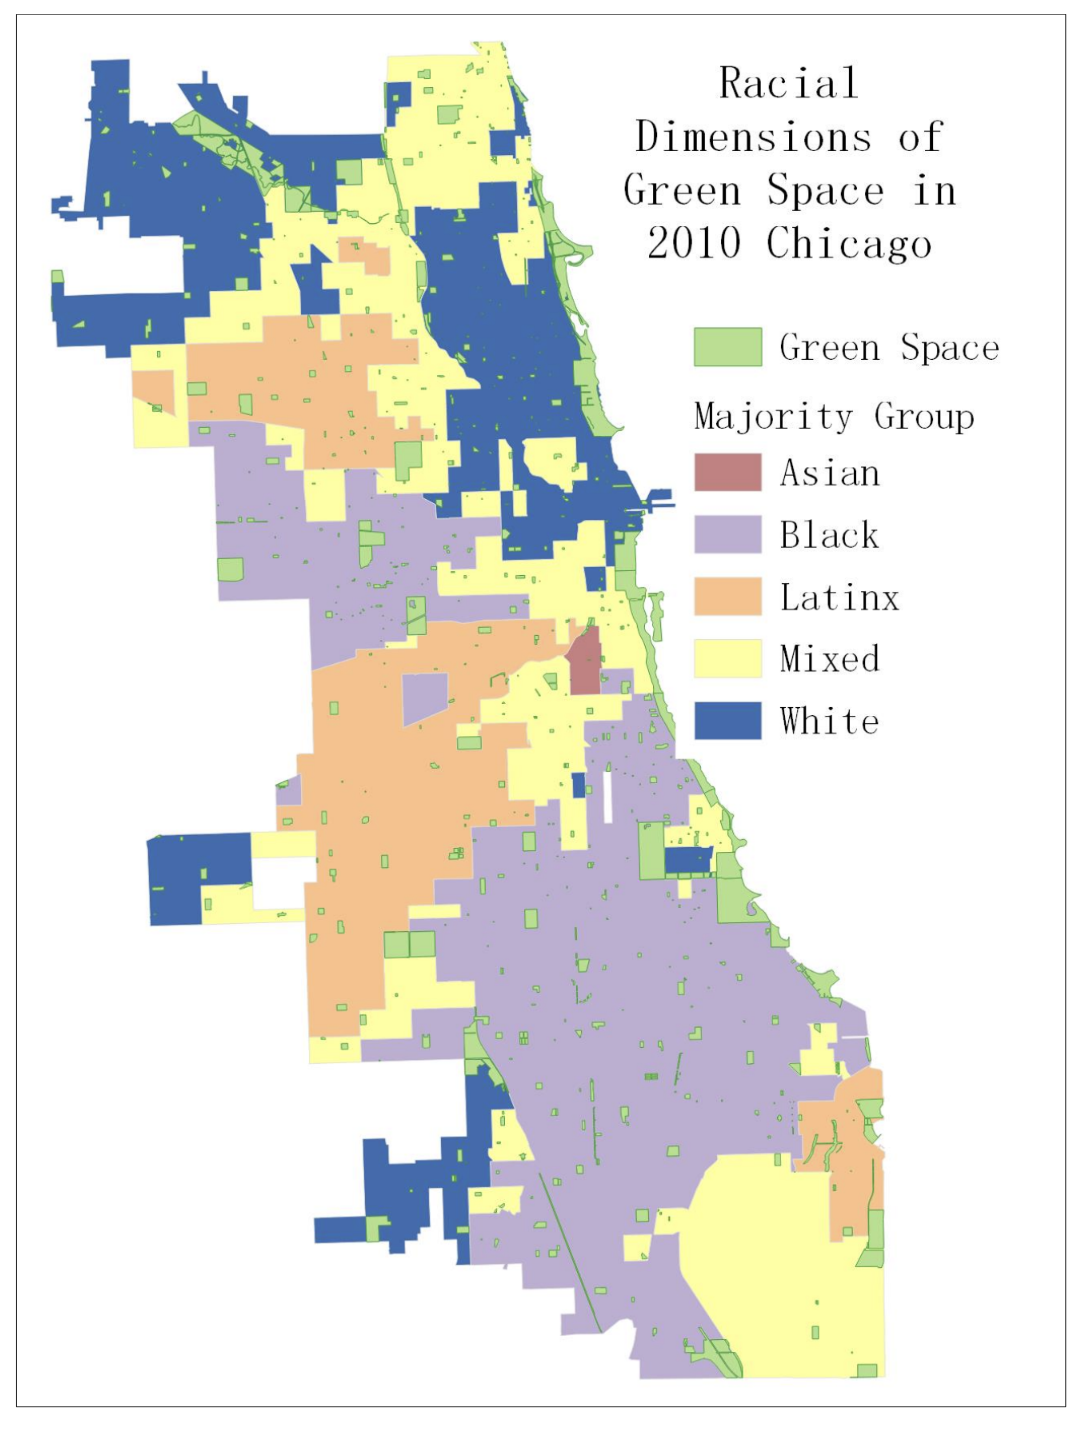 Racial
Dimensions of
Green Space in
2010 Chicago
Green Space
Majority Group
Asian
Black
Latinx
Mixed
White